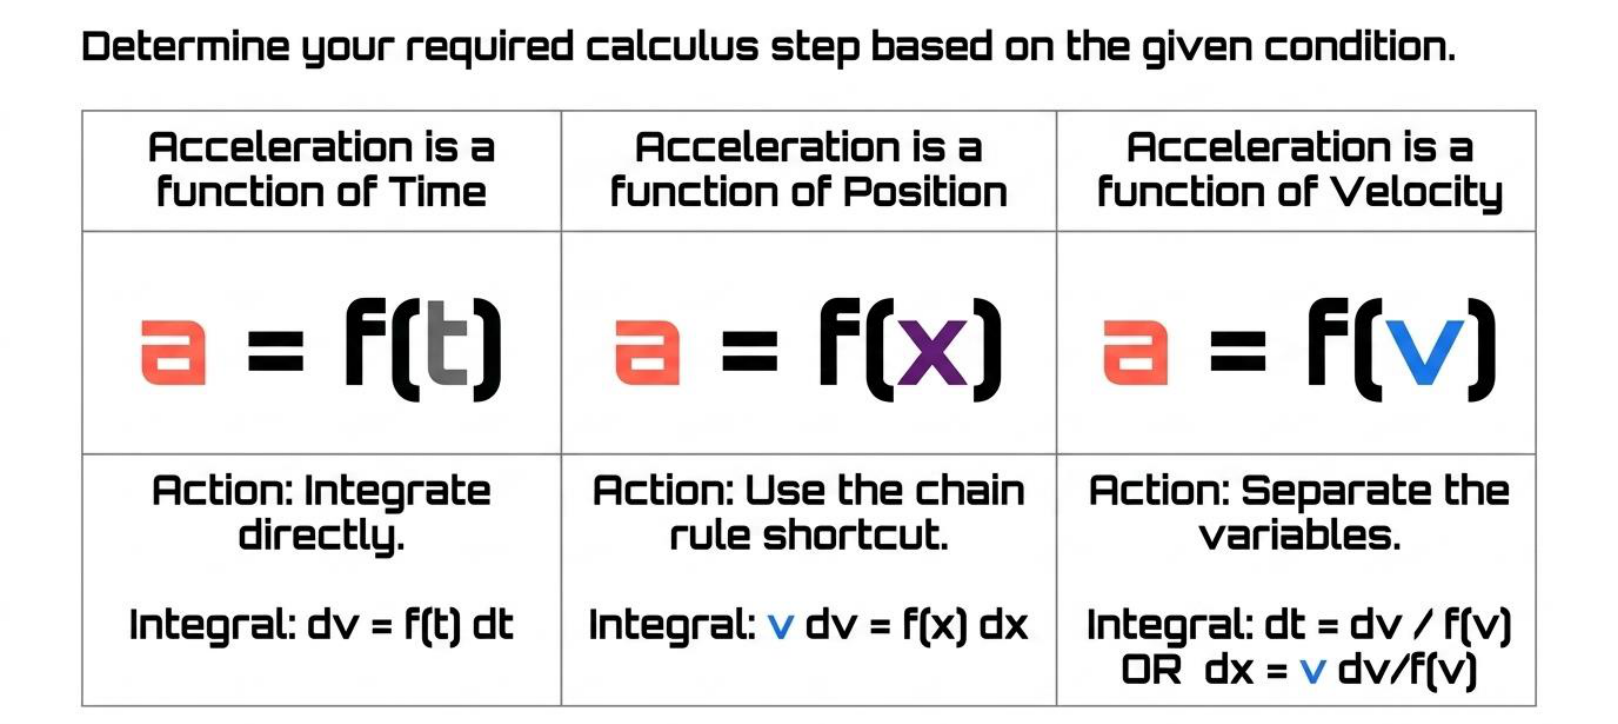 Determine your required calculus step based on the given condition.
Acceleration is a
function of Time
Acceleration is a
function of Position
Acceleration is a
function of Velocity
a = f(t)
a = f(x)
a = f(v)
Action: Integrate
directly.
Integral: dv = f(t) dt
Action: Use the chain
rule shortcut.
Integral: v dv = f(x) dx
Action: Separate the
variables.
Integral: dt = dv / f(v)
OR dx = v dv/f(v)